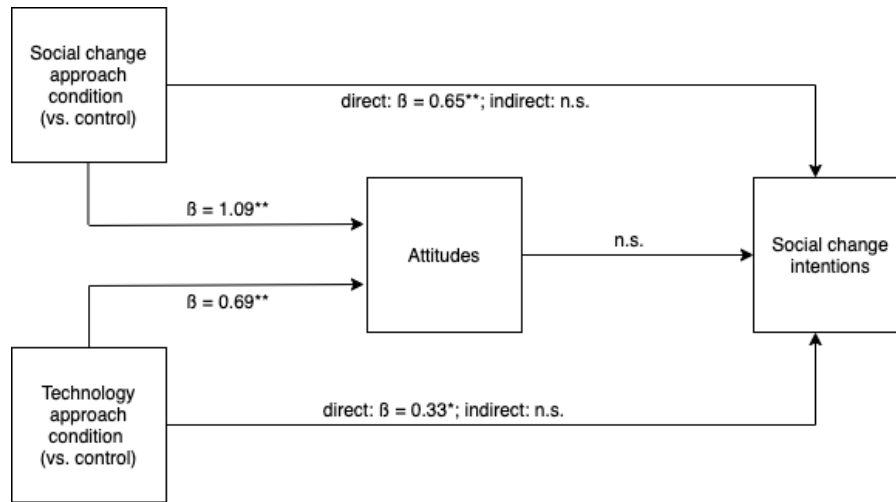 Social change
approach
condition
(vs. control)
direct: ß = 0.65**; indirect: n.s.
ß = 1.09**
Attitudes
n.s.
Social change
intentions
ß = 0.69**
Technology
approach
condition
(vs. control)
direct: ß = 0.33*; indirect: n.s.